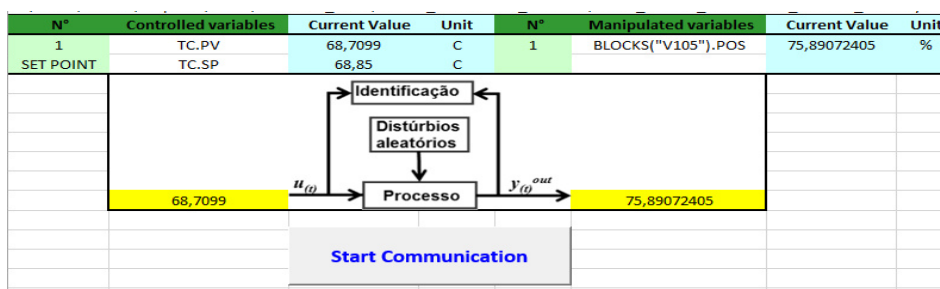 N° Controlled variables Current Value Unit N° Manipulated variables Current Value Unit
1 TC.PV 68,7099 C 1 BLOCKS("V105").POS 75,89072405 %
SET POINT TC.SP 68,85 C
Identificação
Distúrbios
aleatórios
u(t) Processo y(t)out
68,7099 75,89072405
Start Communication